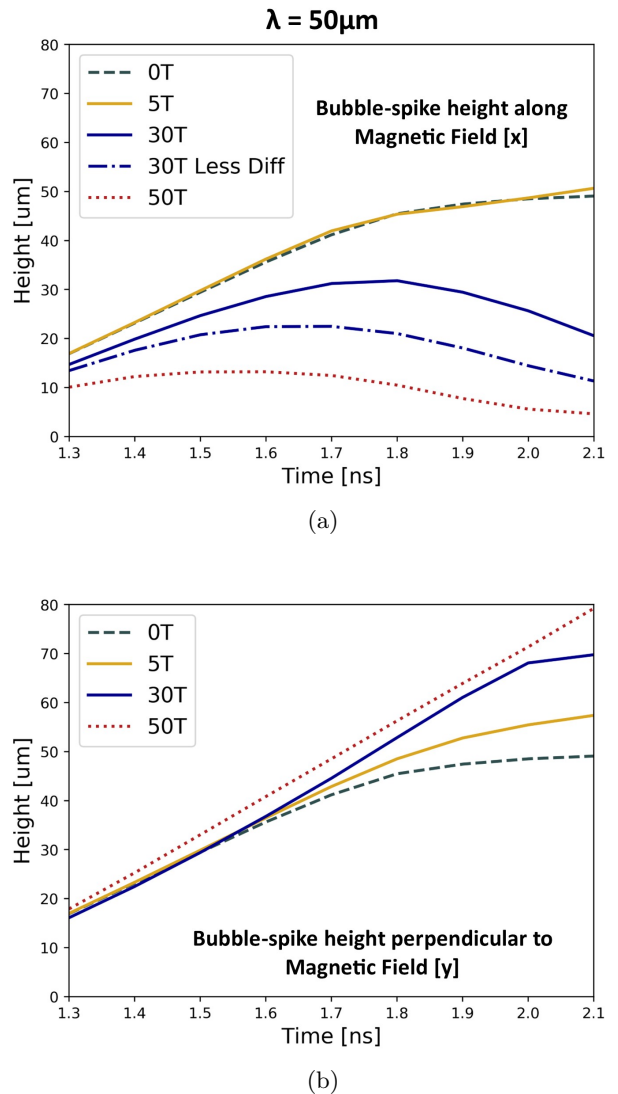 λ = 50µm
80
70
60
50
40
30
20
10
0
Height [um]
0T
5T
30T
30T Less Diff
50T
Bubble-spike height along
Magnetic Field [x]
1.3 1.4 1.5 1.6 1.7 1.8 1.9 2.0 2.1
Time [ns]
(a)
80
70
60
50
40
30
20
10
0
Height [um]
0T
5T
30T
50T
Bubble-spike height perpendicular to
Magnetic Field [y]
1.3 1.4 1.5 1.6 1.7 1.8 1.9 2.0 2.1
Time [ns]
(b)